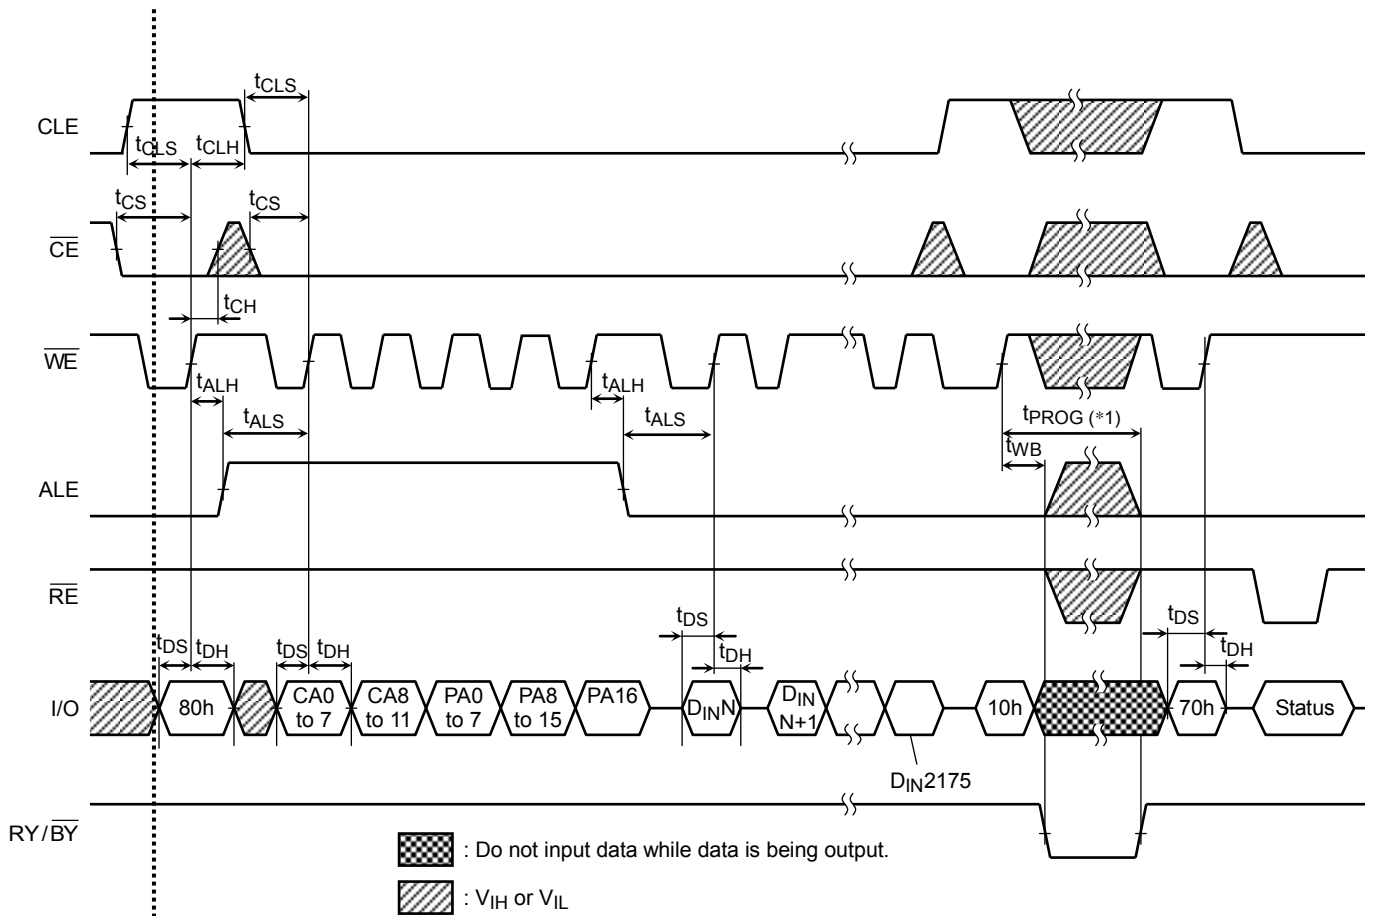 tCLS
CLE
tCLS tCLH
tCS tCS
CE
tCH
WE
tALH tALH
tALS tALS tPROG (*1)
tWB
ALE
RE
tDS tDH tDS tDH tDS tDH tDS tDH
I/O 80h CA0 to 7 CA8 to 11 PA0 to 7 PA8 to 15 PA16 DINN DIN N+1 10h 70h Status
DIN2175
RY/BY
: Do not input data while data is being output.
: VIH or VIL